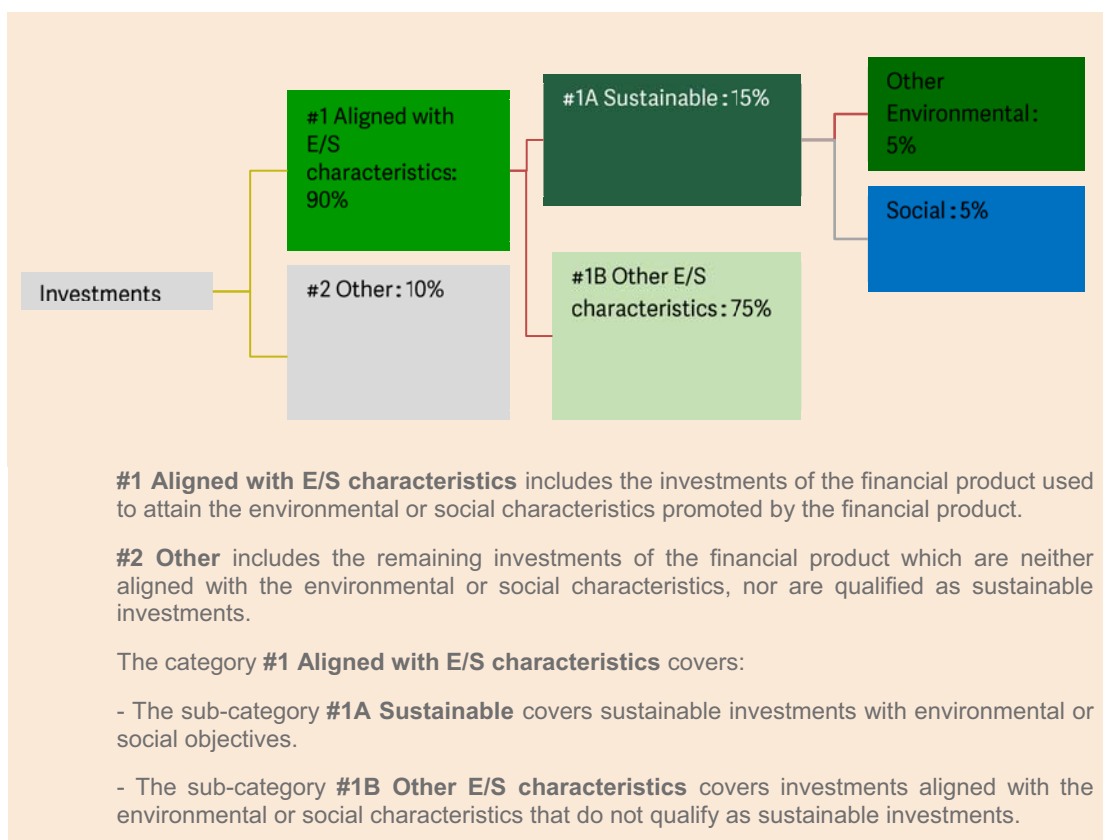 #1 Aligned with
E/S
characteristics:
90%
#1A Sustainable : 15%
Other
Environmental:
5%
Social : 5%
Investments
#2 Other : 10%
#1B Other E/S
characteristics : 75%
#1 Aligned with E/S characteristics includes the investments of the financial product used
to attain the environmental or social characteristics promoted by the financial product.
#2 Other includes the remaining investments of the financial product which are neither
aligned with the environmental or social characteristics, nor are qualified as sustainable
investments.
The category #1 Aligned with E/S characteristics covers:
- The sub-category #1A Sustainable covers sustainable investments with environmental or
social objectives.
- The sub-category #1B Other E/S characteristics covers investments aligned with the
environmental or social characteristics that do not qualify as sustainable investments.